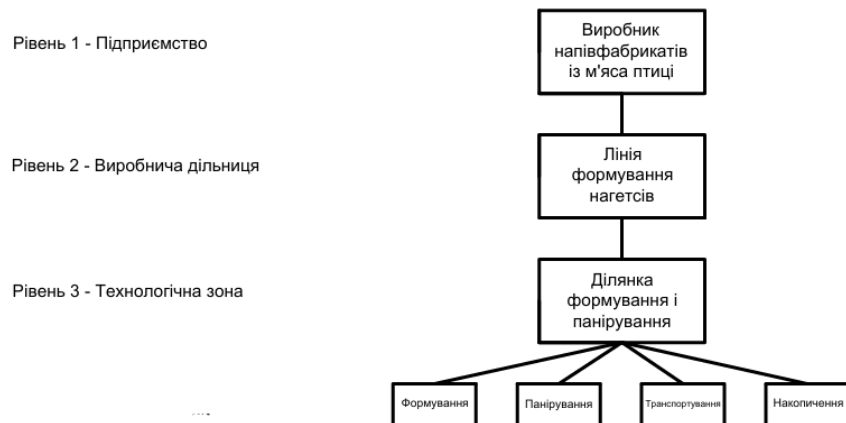 Рівень 1 - Підприємство
Виробник
напівфабрикатів
із м'яса птиці
Рівень 2 - Виробнича дільниця
Лінія
формування
нагетсів
Рівень 3 - Технологічна зона
Ділянка
формування і
панірування
Формування
Панірування
Транспортування
Накопичення